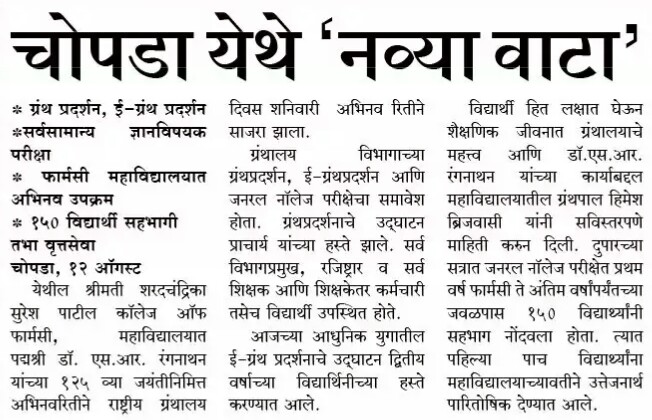 चोपडा येथे ‘नव्या वाटा’
* ग्रंथ प्रदर्शन, ई-ग्रंथ प्रदर्शन
*सर्वसामान्य ज्ञानविषयक
परीक्षा
* फार्मसी महाविद्यालयात
अभिनव उपक्रम
* १५० विद्यार्थी सहभागी
तभा वृत्तसेवा
चोपडा, १२ ऑगस्ट
येथील श्रीमती शरदचंद्रिका
सुरेश पाटील कॉलेज ऑफ
फार्मसी, महाविद्यालयात
पद्मश्री डॉ. एस.आर. रंगनाथन
यांच्या १२५ व्या जयंतीनिमित्त
अभिनवरितीने राष्ट्रीय ग्रंथालय
दिवस शनिवारी अभिनव रितीने
साजरा झाला.
ग्रंथालय विभागाच्या
ग्रंथप्रदर्शन, ई-ग्रंथप्रदर्शन आणि
जनरल नॉलेज परीक्षेचा समावेश
होता. ग्रंथप्रदर्शनाचे उद्घाटन
प्राचार्य यांच्या हस्ते झाले. सर्व
विभागप्रमुख, रजिष्ट्रार व सर्व
शिक्षक आणि शिक्षकेतर कर्मचारी
तसेच विद्यार्थी उपस्थित होते.
आजच्या आधुनिक युगातील
ई-ग्रंथ प्रदर्शनाचे उद्घाटन द्वितीय
वर्षाच्या विद्यार्थिनीच्या हस्ते
करण्यात आले.
विद्यार्थी हित लक्षात घेऊन
शैक्षणिक जीवनात ग्रंथालयाचे
महत्त्व आणि डॉ.एस.आर.
रंगनाथन यांच्या कार्याबद्दल
महाविद्यालयातील ग्रंथपाल हिमेश
ब्रिजवासी यांनी सविस्तरपणे
माहिती करून दिली. दुपारच्या
सत्रात जनरल नॉलेज परीक्षेत प्रथम
वर्ष फार्मसी ते अंतिम वर्षापर्यंतच्या
जवळपास १५० विद्यार्थ्यांनी
सहभाग नोंदवला होता. त्यात
पहिल्या पाच विद्यार्थ्यांना
महाविद्यालयाच्यावतीने उत्तेजनार्थ
पारितोषिक देण्यात आले.